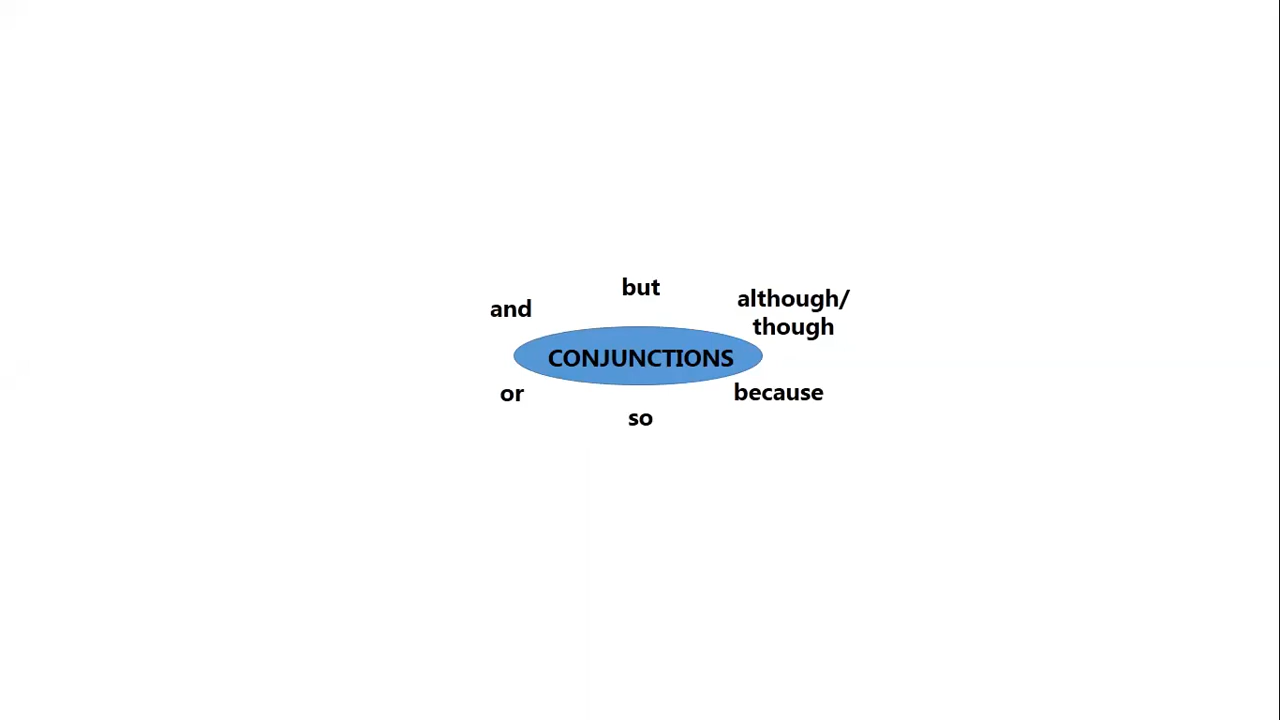 but
and
although/
though
CONJUNCTIONS
or
because
so